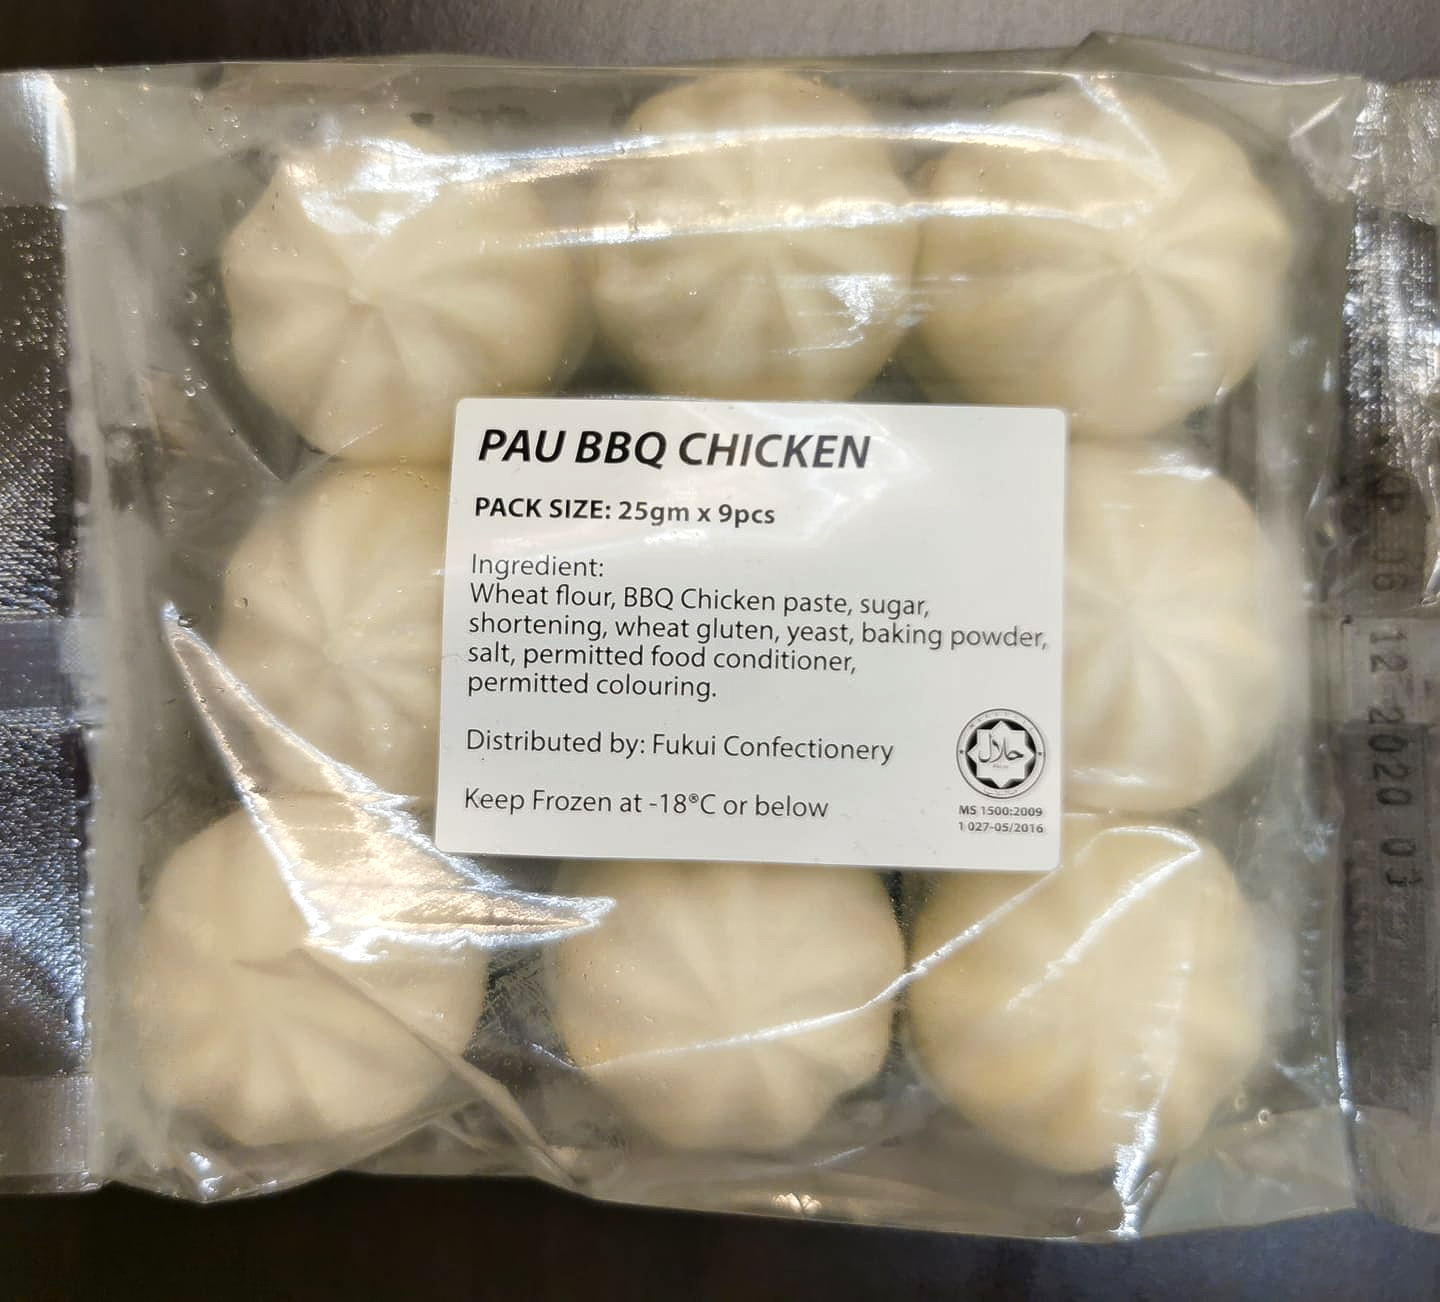 PAU BBQ CHICKEN
PACK SIZE: 25gm x 9pcs
Ingredient:
Wheat flour, BBQ Chicken paste, sugar,
shortening, wheat gluten, yeast, baking powder,
salt, permitted food conditioner,
permitted colouring.
Distributed by: Fukui Confectionery
Keep Frozen at -18®C or below
حلال
MS 1500:2009
1 027-05/2016
06 12 2020